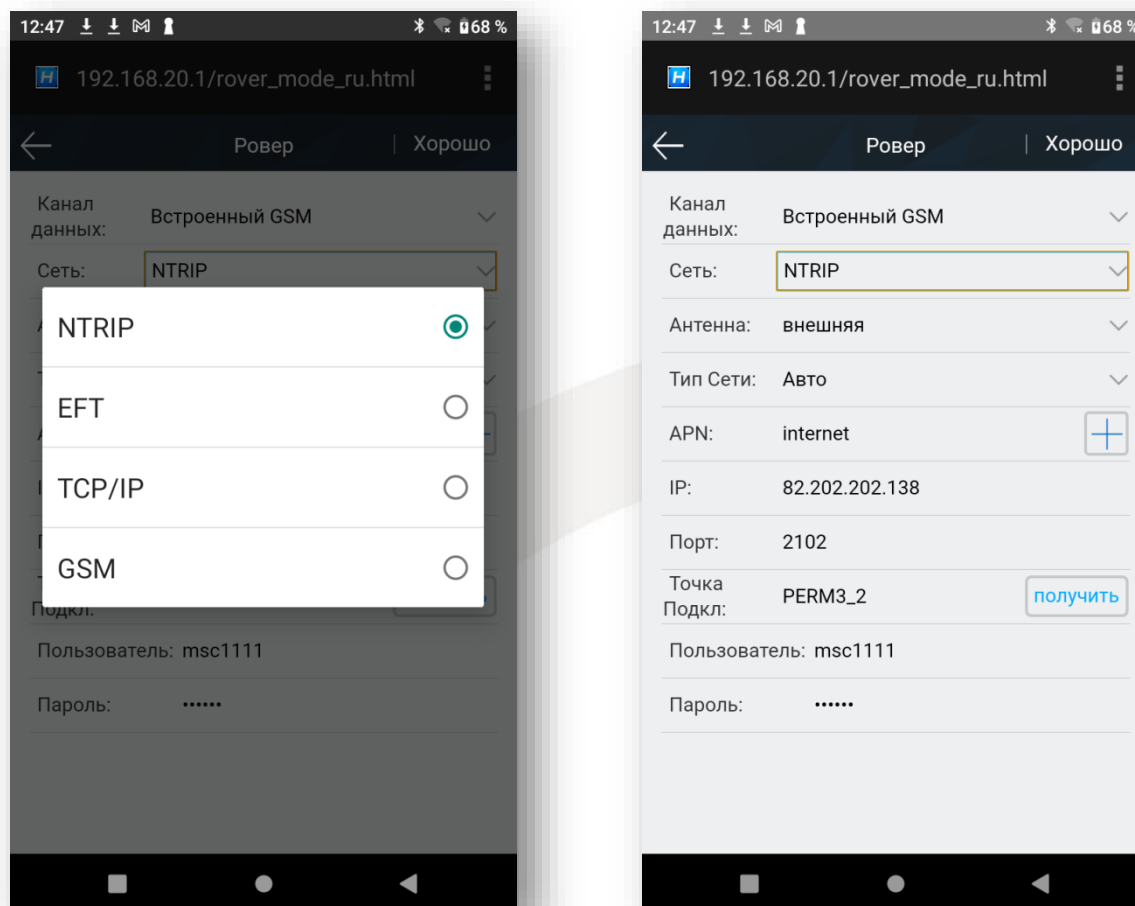 12:47 68 %
192.168.20.1/rover_mode_ru.html
Ровер | Хорошо
Канал
данных: Встроенный GSM
Сеть: NTRIP
NTRIP
EFT
TCP/IP
GSM
Подкл:
Пользователь: msc1111
Пароль: ••••••
12:47 68 %
192.168.20.1/rover_mode_ru.html
Ровер | Хорошо
Канал
данных: Встроенный GSM
Сеть: NTRIP
Антенна: внешняя
Тип Сети: Авто
APN: internet
IP: 82.202.202.138
Порт: 2102
Точка
Подкл: PERM3_2 получить
Пользователь: msc1111
Пароль: ••••••